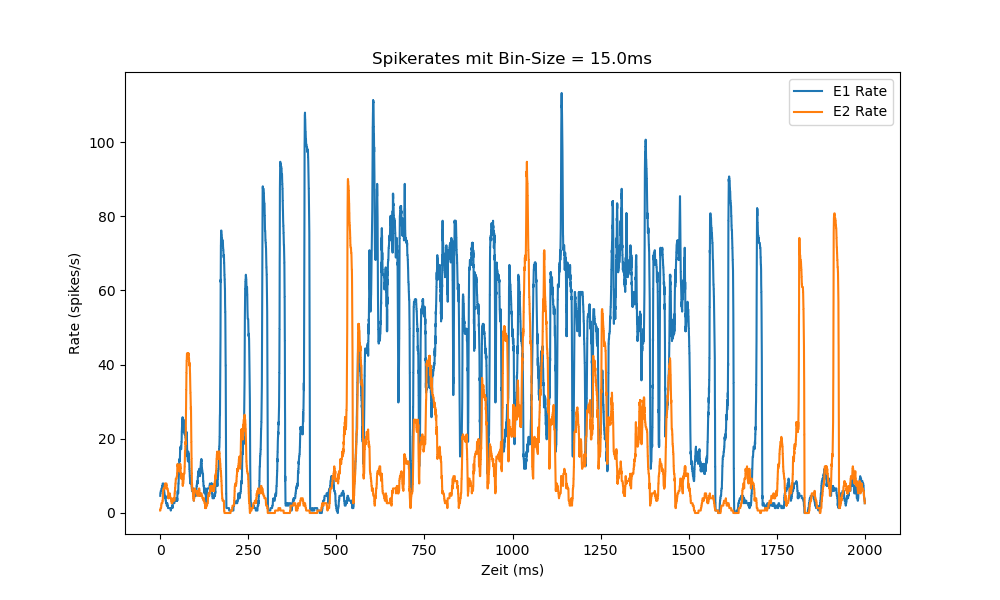 Spikerates mit Bin-Size = 15.0ms
E1 Rate
E2 Rate
Rate (spikes/s)
100
80
60
40
20
0
0 250 500 750 1000 1250 1500 1750 2000
Zeit (ms)